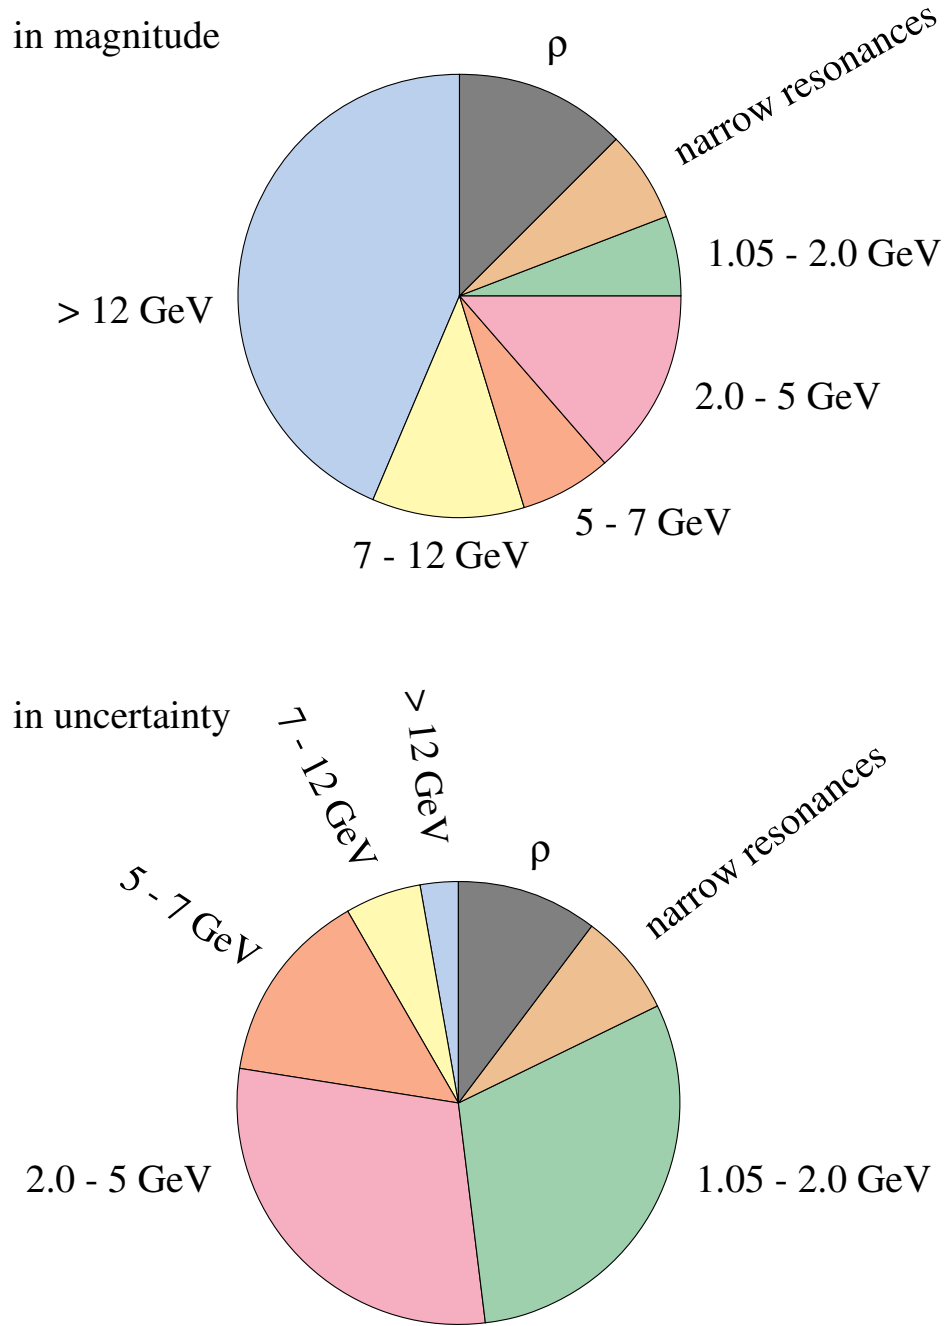 in magnitude
ρ
narrow resonances
1.05 - 2.0 GeV
> 12 GeV
2.0 - 5 GeV
5 - 7 GeV
7 - 12 GeV
in uncertainty
7 - 12 GeV
> 12 GeV
ρ
narrow resonances
5 - 7 GeV
2.0 - 5 GeV
1.05 - 2.0 GeV